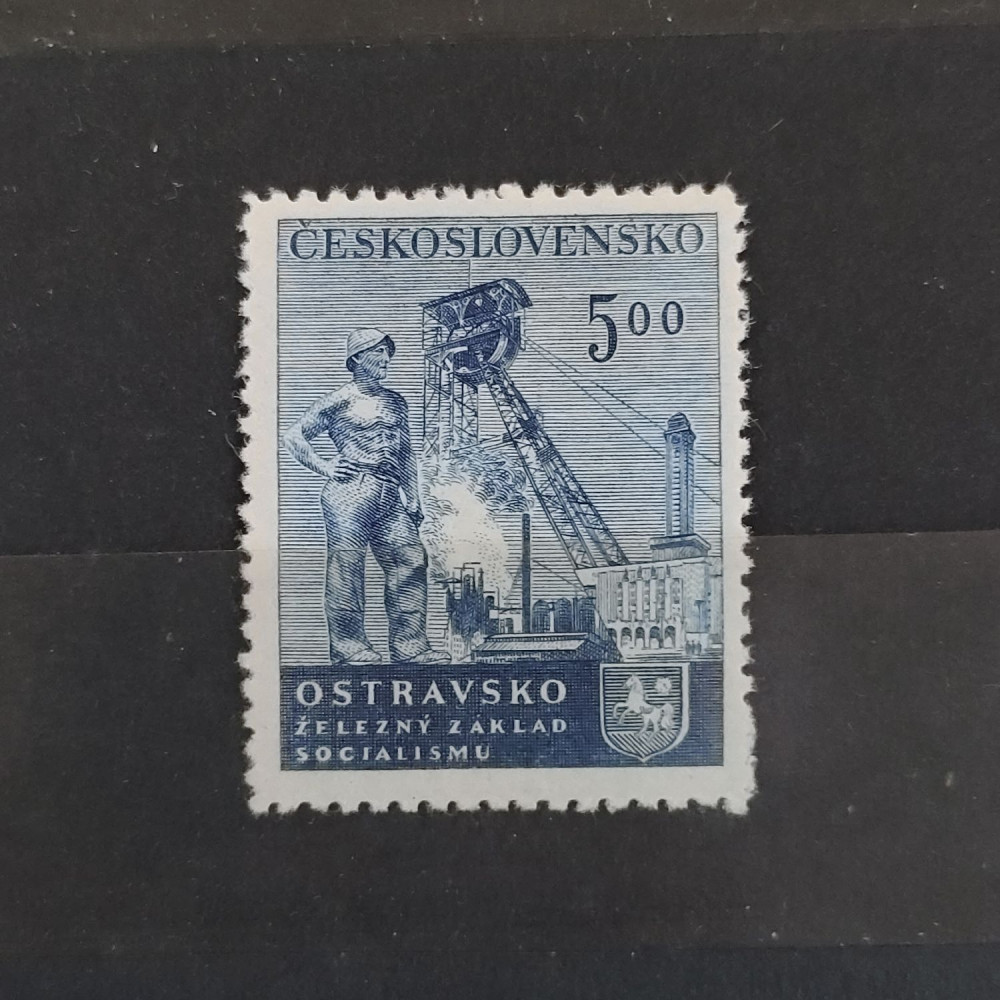 ČESKOSLOVENSKO
5 00
OSTRAVSKO
ŽELEZNÝ ZÁKLAD
SOCIALISMU